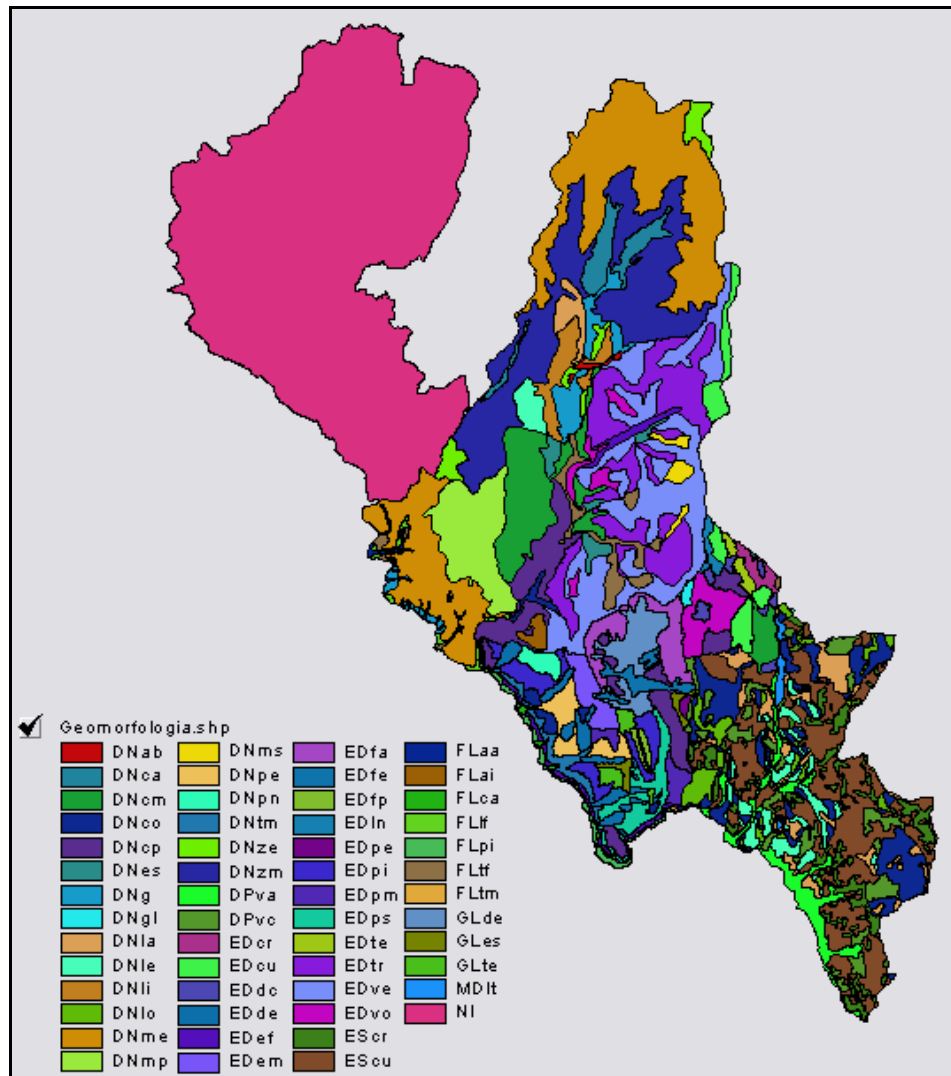 Geomorfologia.shp
DNab
DNca
DNcm
DNco
DNcp
DNes
DNg
DNgl
DNla
DNle
DNli
DNlo
DNme
DNmp
DNms
DNpe
DNpn
DNtm
DNze
DNzm
DPva
DPvc
EDcr
EDcu
EDdc
EDde
EDef
EDem
EDfa
EDfe
EDfp
EDln
EDpe
EDpi
EDpm
EDps
EDte
EDtr
EDve
EDvo
EScr
EScu
FLaa
FLai
FLca
FLlf
FLpi
FLtf
FLtm
GLde
GLes
GLte
MDlt
NI